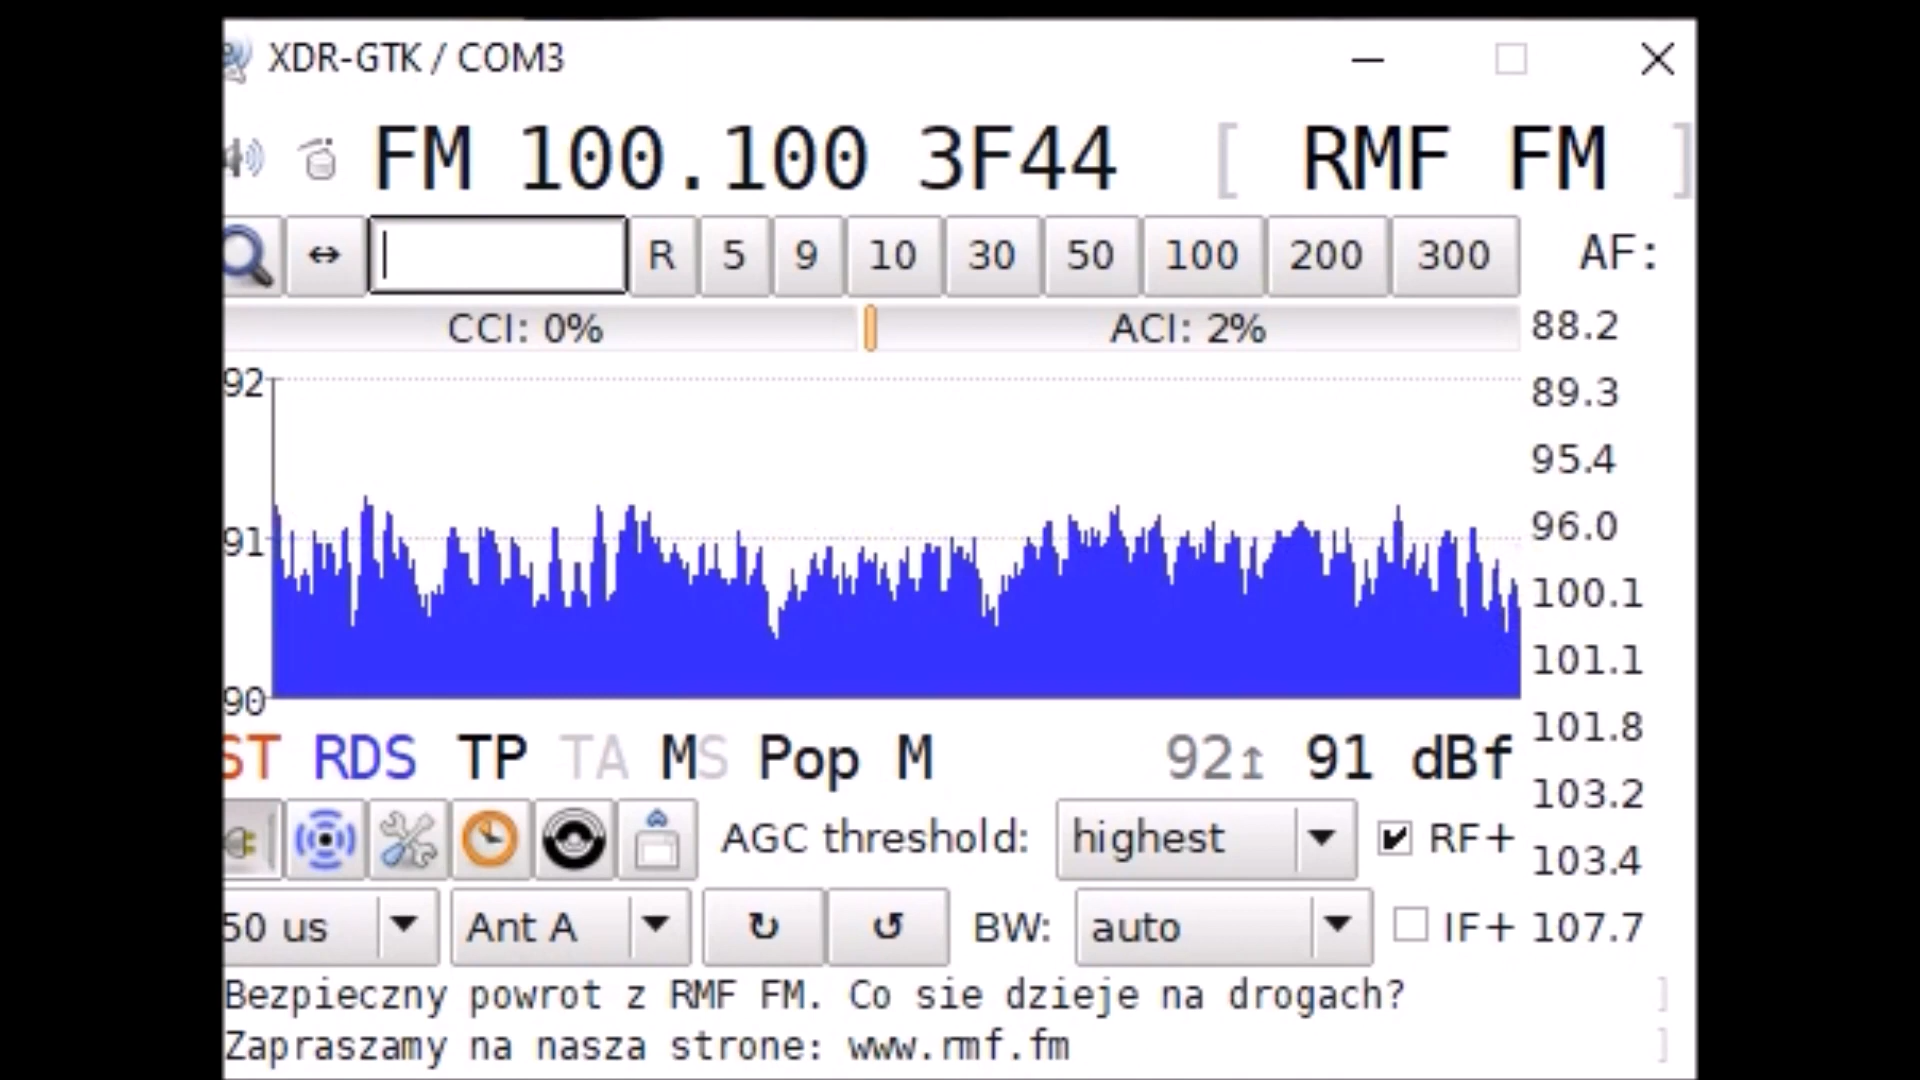 XDR-GTK / COM3
FM 100.100 3F44 [ RMF FM ]
R 5 9 10 30 50 100 200 300 AF:
CCI: 0% ACI: 2% 88.2
92 89.3
95.4
91 96.0
100.1
101.1
90 101.8
ST RDS TP TA MS Pop M 92↥ 91 dBf
103.2
AGC threshold: highest RF+ 103.4
50 us Ant A ↻ ↺ BW: auto IF+ 107.7
Bezpieczny powrot z RMF FM. Co sie dzieje na drogach? ]
Zapraszamy na nasza strone: www.rmf.fm ]